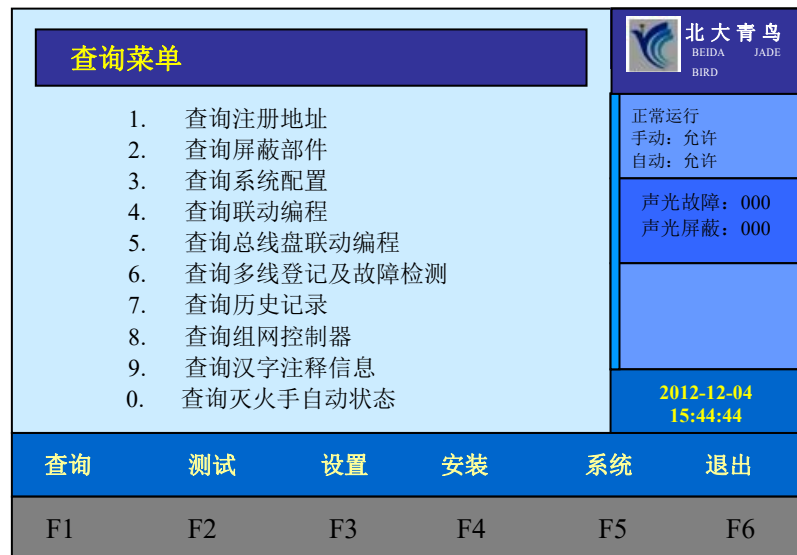 查询菜单
1. 查询注册地址
2. 查询屏蔽部件
3. 查询系统配置
4. 查询联动编程
5. 查询总线盘联动编程
6. 查询多线登记及故障检测
7. 查询历史记录
8. 查询组网控制器
9. 查询汉字注释信息
0. 查询灭火手自动状态
北大青鸟
BEIDA JADE
BIRD
正常运行
手动：允许
自动：允许
声光故障：000
声光屏蔽：000
2012-12-04
15:44:44
查询 测试 设置 安装 系统 退出
F1 F2 F3 F4 F5 F6